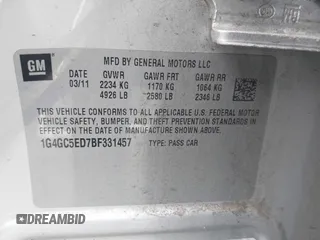 GM
MFD BY GENERAL MOTORS LLC
DATE GVWR GAWR FRT GAWR RR
03/11 2234 KG 1170 KG 1064 KG
4926 LB 2580 LB 2346 LB
THIS VEHICLE CONFORMS TO ALL APPLICABLE U.S. FEDERAL MOTOR
VEHICLE SAFETY, BUMPER, AND THEFT PREVENTION STANDARDS
IN EFFECT ON THE DATE OF MANUFACTURE SHOWN ABOVE.
1G4GC5ED7BF331457 TYPE: PASS CAR